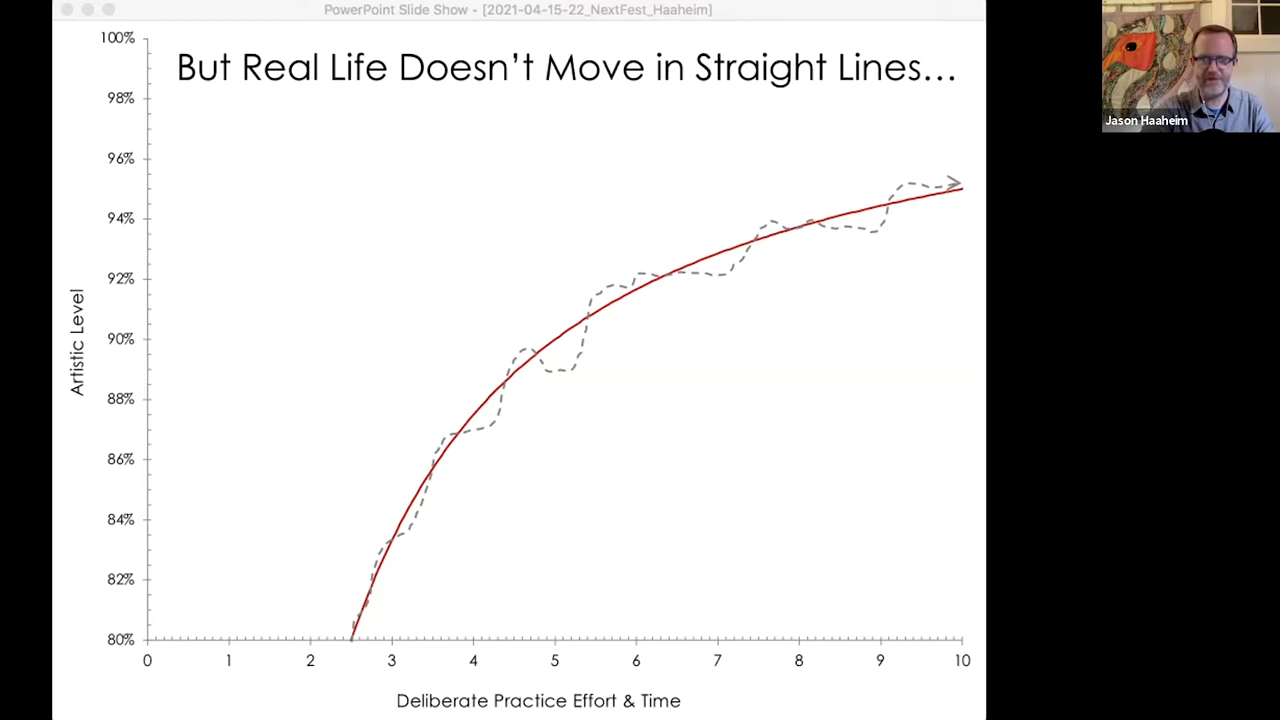 PowerPoint Slide Show - [2021-04-15-22_NextFest_Haaheim]
But Real Life Doesn't Move in Straight Lines…
Jason Haaheim
100%
98%
96%
94%
92%
90%
88%
86%
84%
82%
80%
Artistic Level
0 1 2 3 4 5 6 7 8 9 10
Deliberate Practice Effort & Time